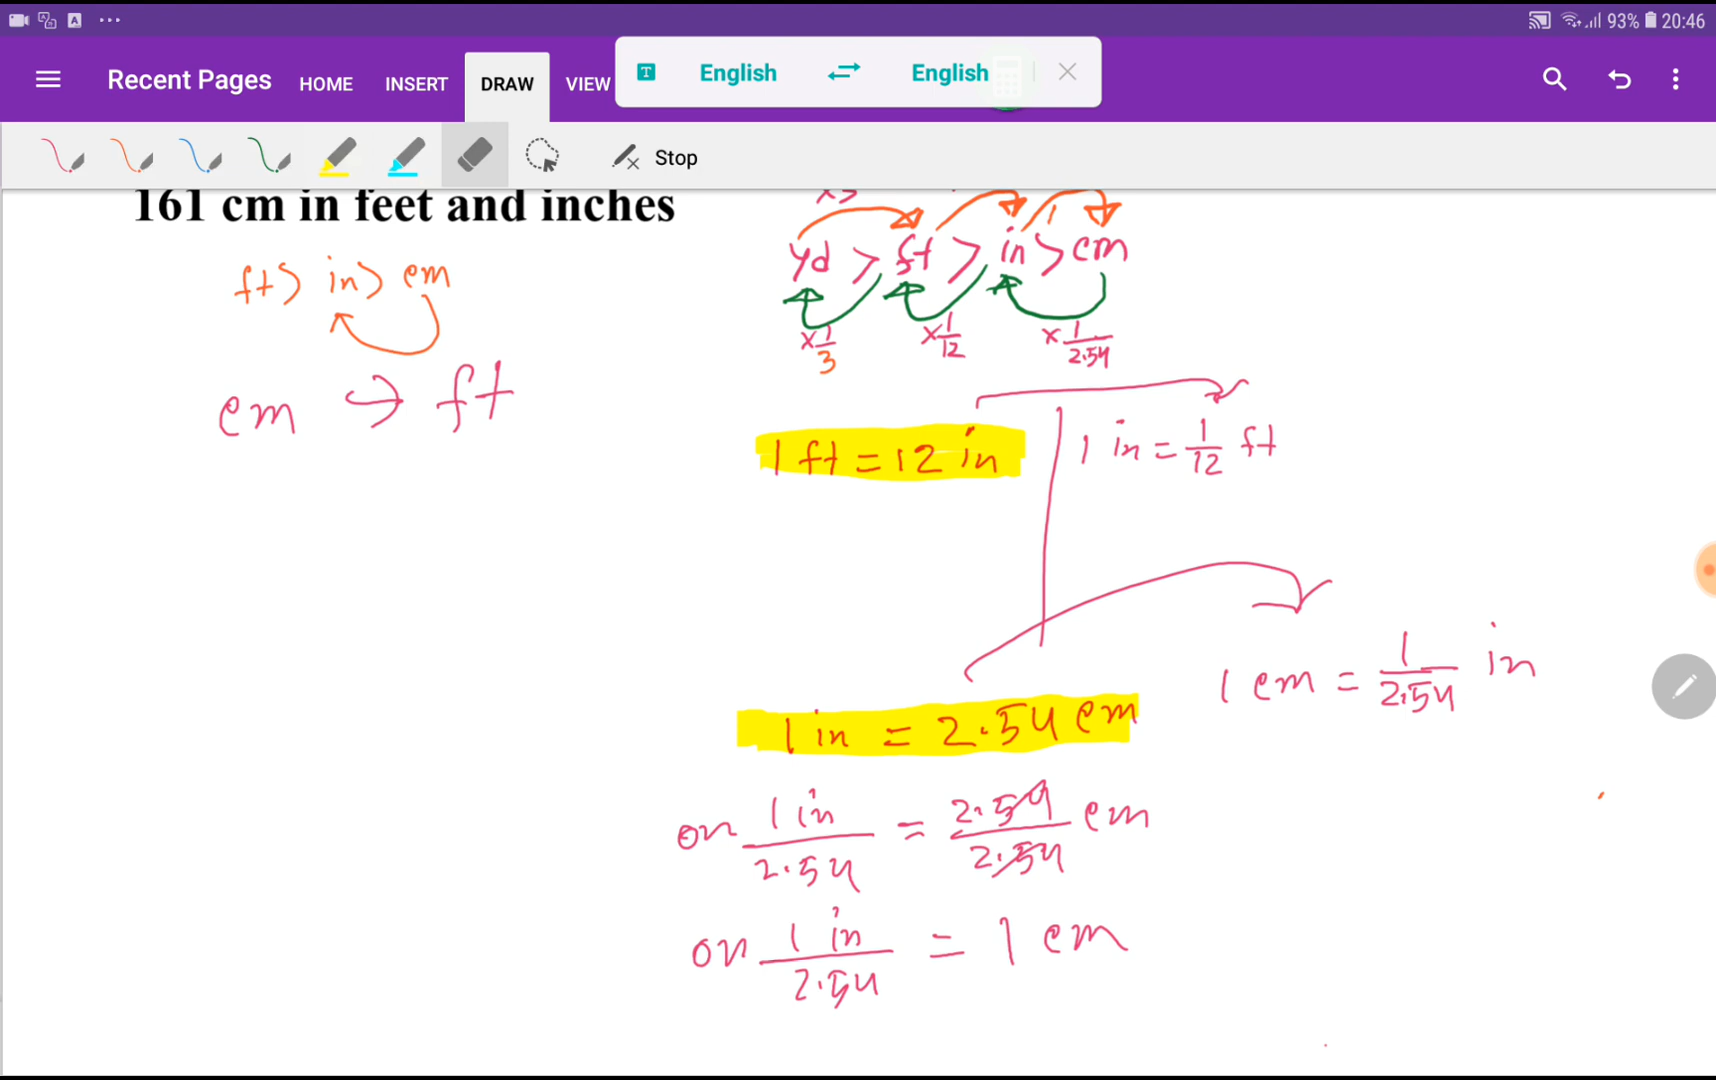 93% 20:46
Recent Pages HOME INSERT DRAW VIEW
English English
Stop
161 cm in feet and inches
yd > ft > in > cm
ft > in > cm
× 1/3 × 1/12 × 1/2.54
cm → ft
1 ft = 12 in
1 in = 1/12 ft
1 cm = 1/2.54 in
1 in = 2.54 cm
or 1 in/2.54 = 2.54/2.54 cm
or 1 in/2.54 = 1 cm